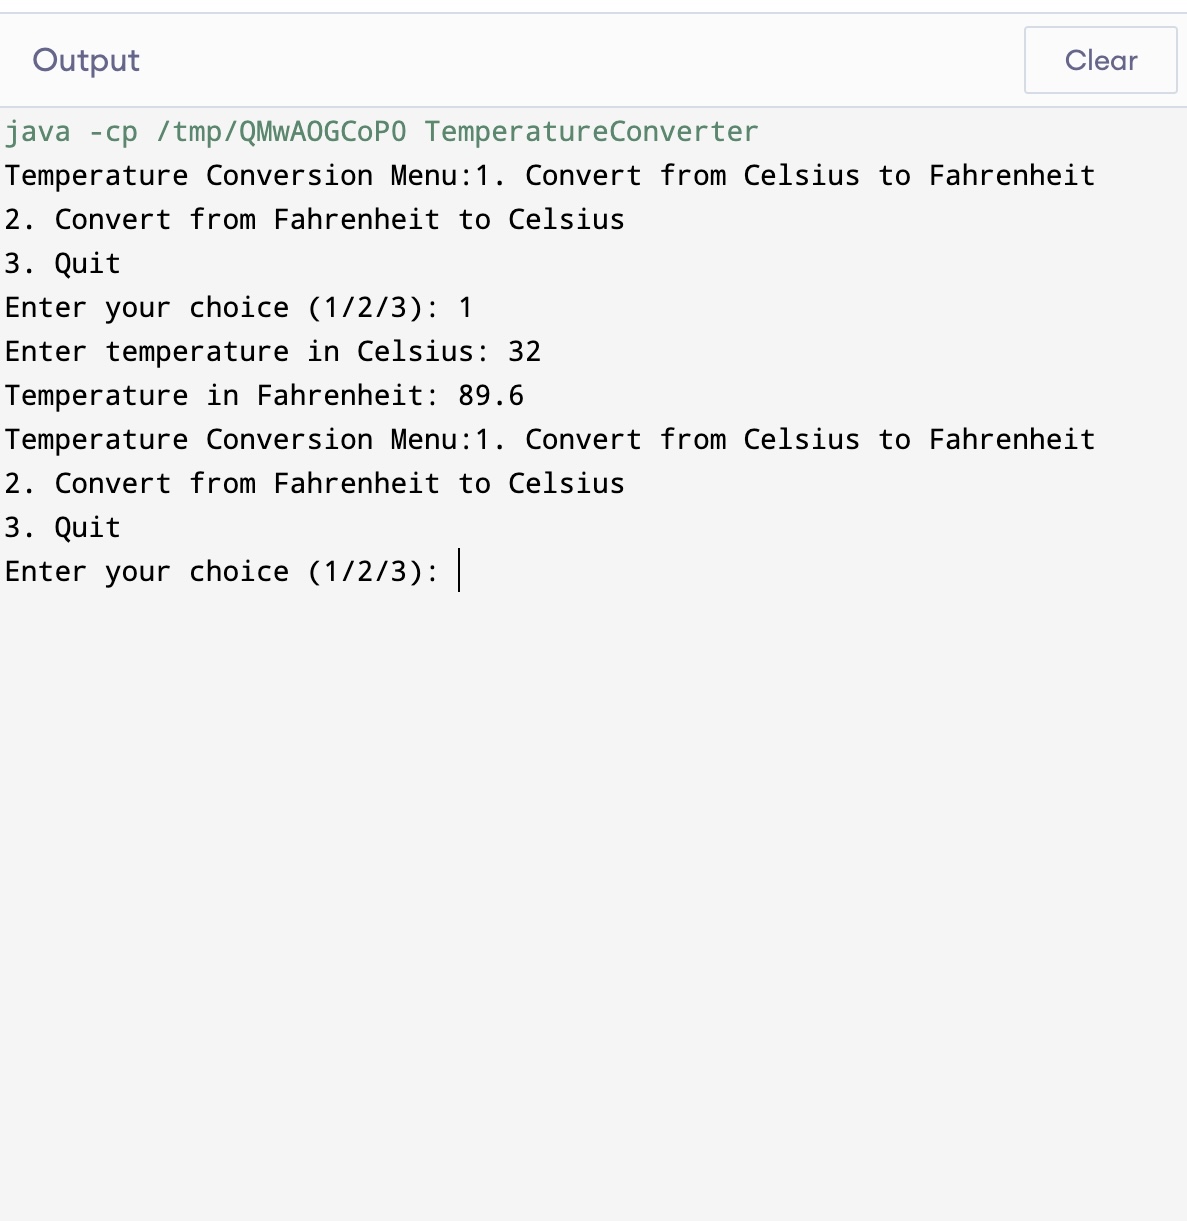 Output
Clear
java -cp /tmp/QMwAOGCoP0 TemperatureConverter
Temperature Conversion Menu:1. Convert from Celsius to Fahrenheit
2. Convert from Fahrenheit to Celsius
3. Quit
Enter your choice (1/2/3): 1
Enter temperature in Celsius: 32
Temperature in Fahrenheit: 89.6
Temperature Conversion Menu:1. Convert from Celsius to Fahrenheit
2. Convert from Fahrenheit to Celsius
3. Quit
Enter your choice (1/2/3):